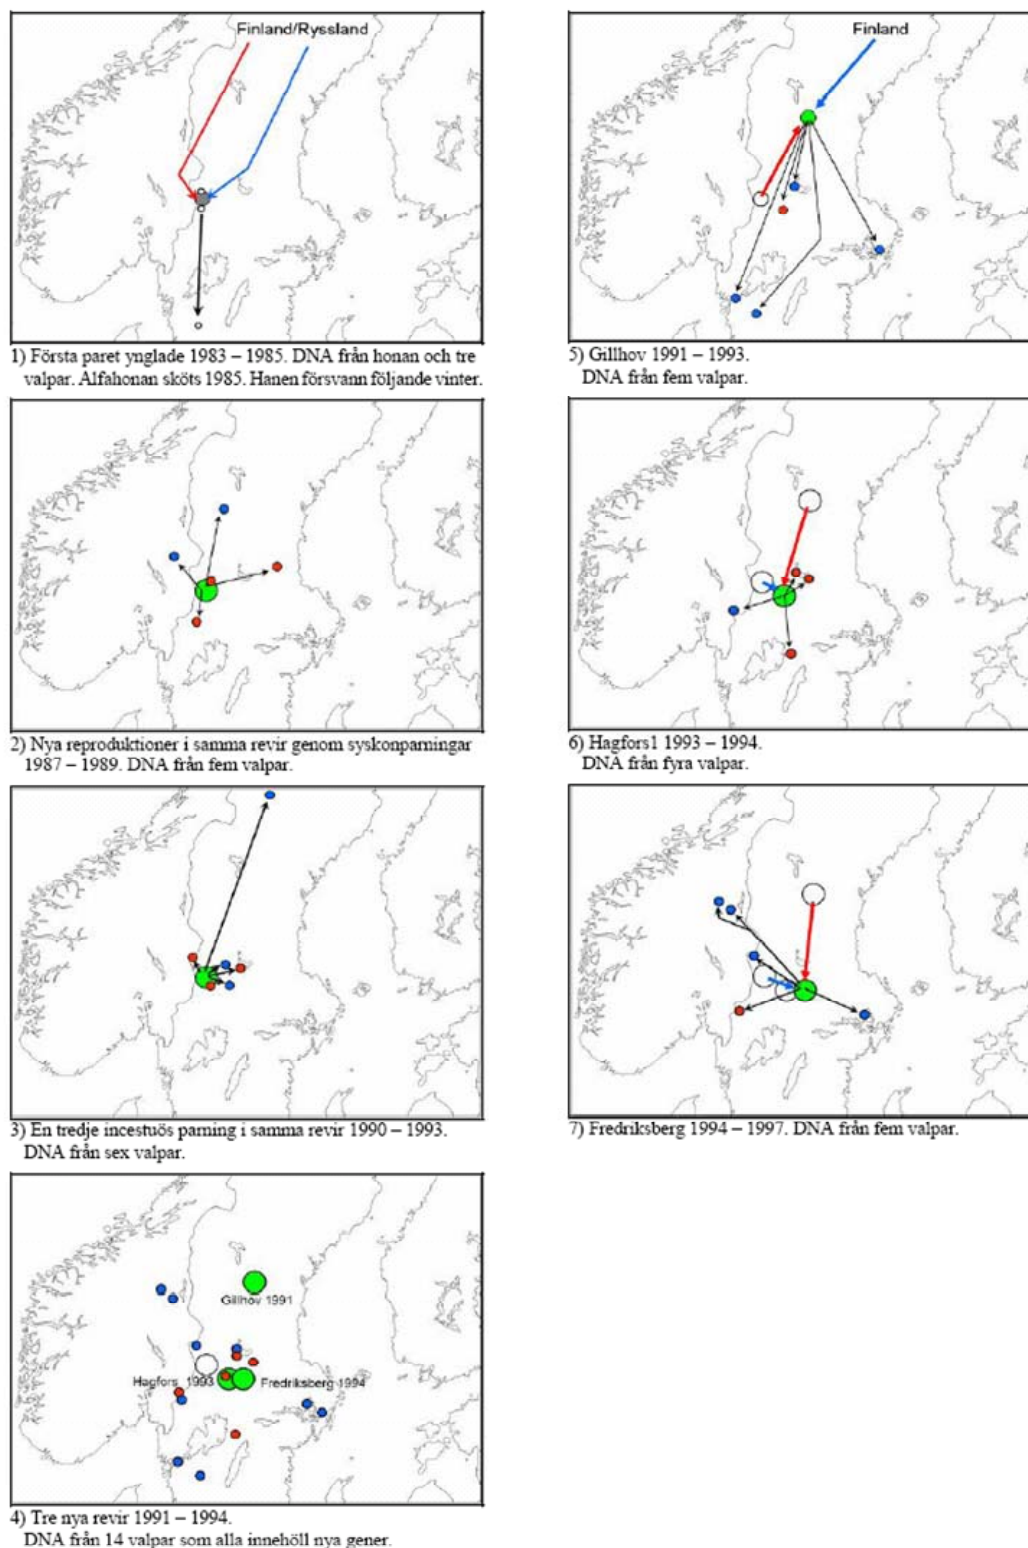 Finland/Ryssland
1) Första paret ynglade 1983 – 1985. DNA från honan och tre
valpar. Alfahonan sköts 1985. Hanen försvann följande vinter.
2) Nya reproduktioner i samma revir genom syskonparningar
1987 – 1989. DNA från fem valpar.
3) En tredje incestuös parning i samma revir 1990 – 1993.
DNA från sex valpar.
Gillhov 1991
Hagfors 1993
Fredriksberg 1994
4) Tre nya revir 1991 – 1994.
DNA från 14 valpar som alla innehöll nya gener.
Finland
5) Gillhov 1991 – 1993.
DNA från fem valpar.
6) Hagfors1 1993 – 1994.
DNA från fyra valpar.
7) Fredriksberg 1994 – 1997. DNA från fem valpar.